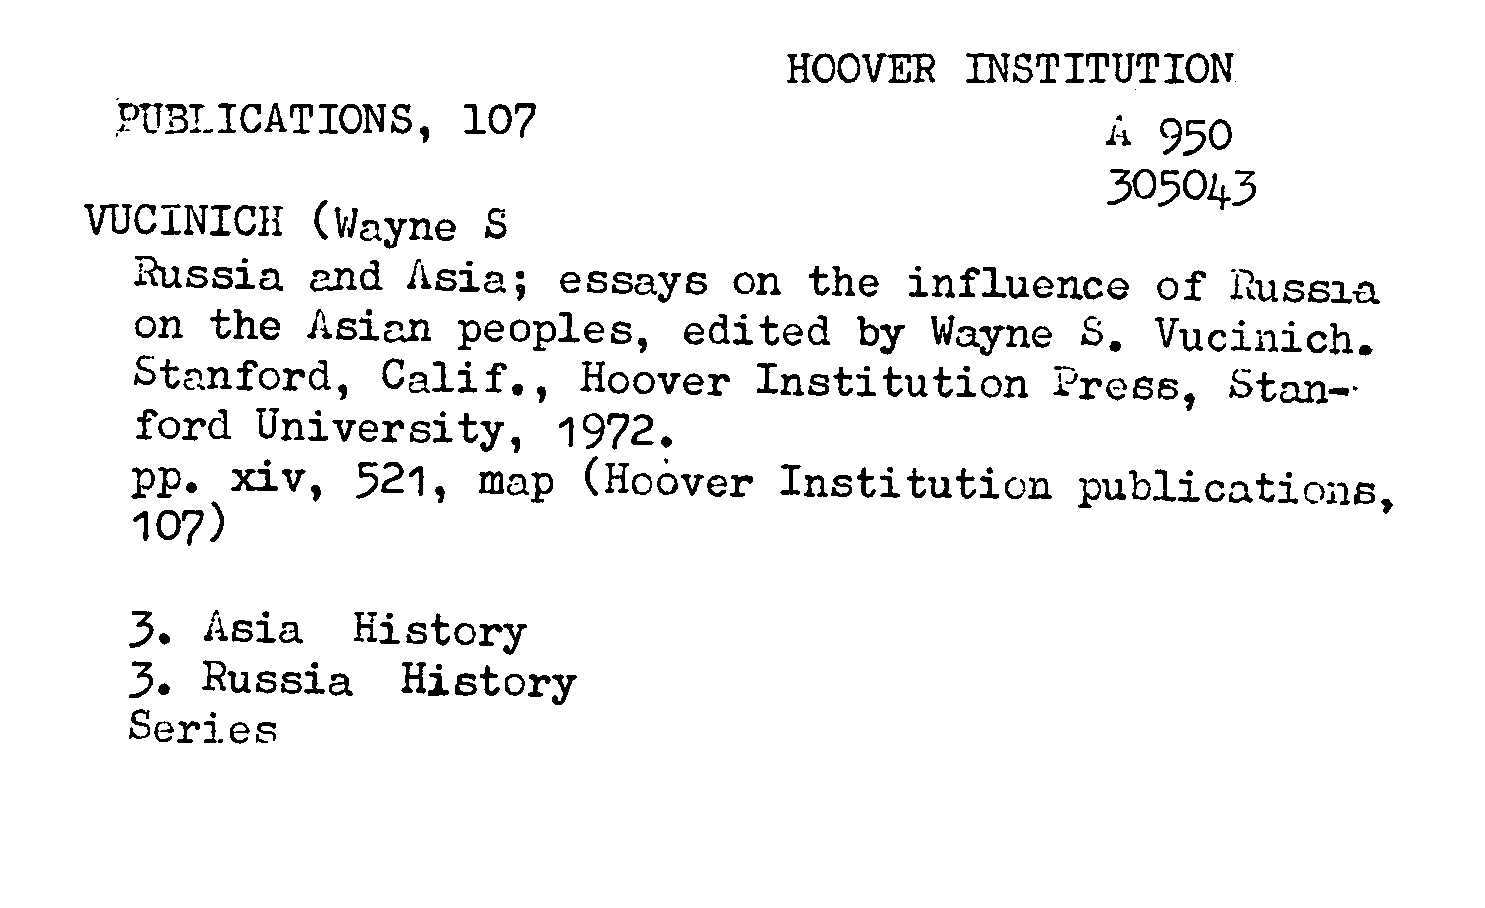 HOOVER INSTITUTION
PUBLICATIONS, 107
A 950
305043
VUCINICH (Wayne S
Russia and Asia; essays on the influence of Russia
on the Asian peoples, edited by Wayne S. Vucinich.
Stanford, Calif., Hoover Institution Press, Stan-
ford University, 1972.
pp. xiv, 521, map (Hoover Institution publications,
107)
3. Asia History
3. Russia History
Series